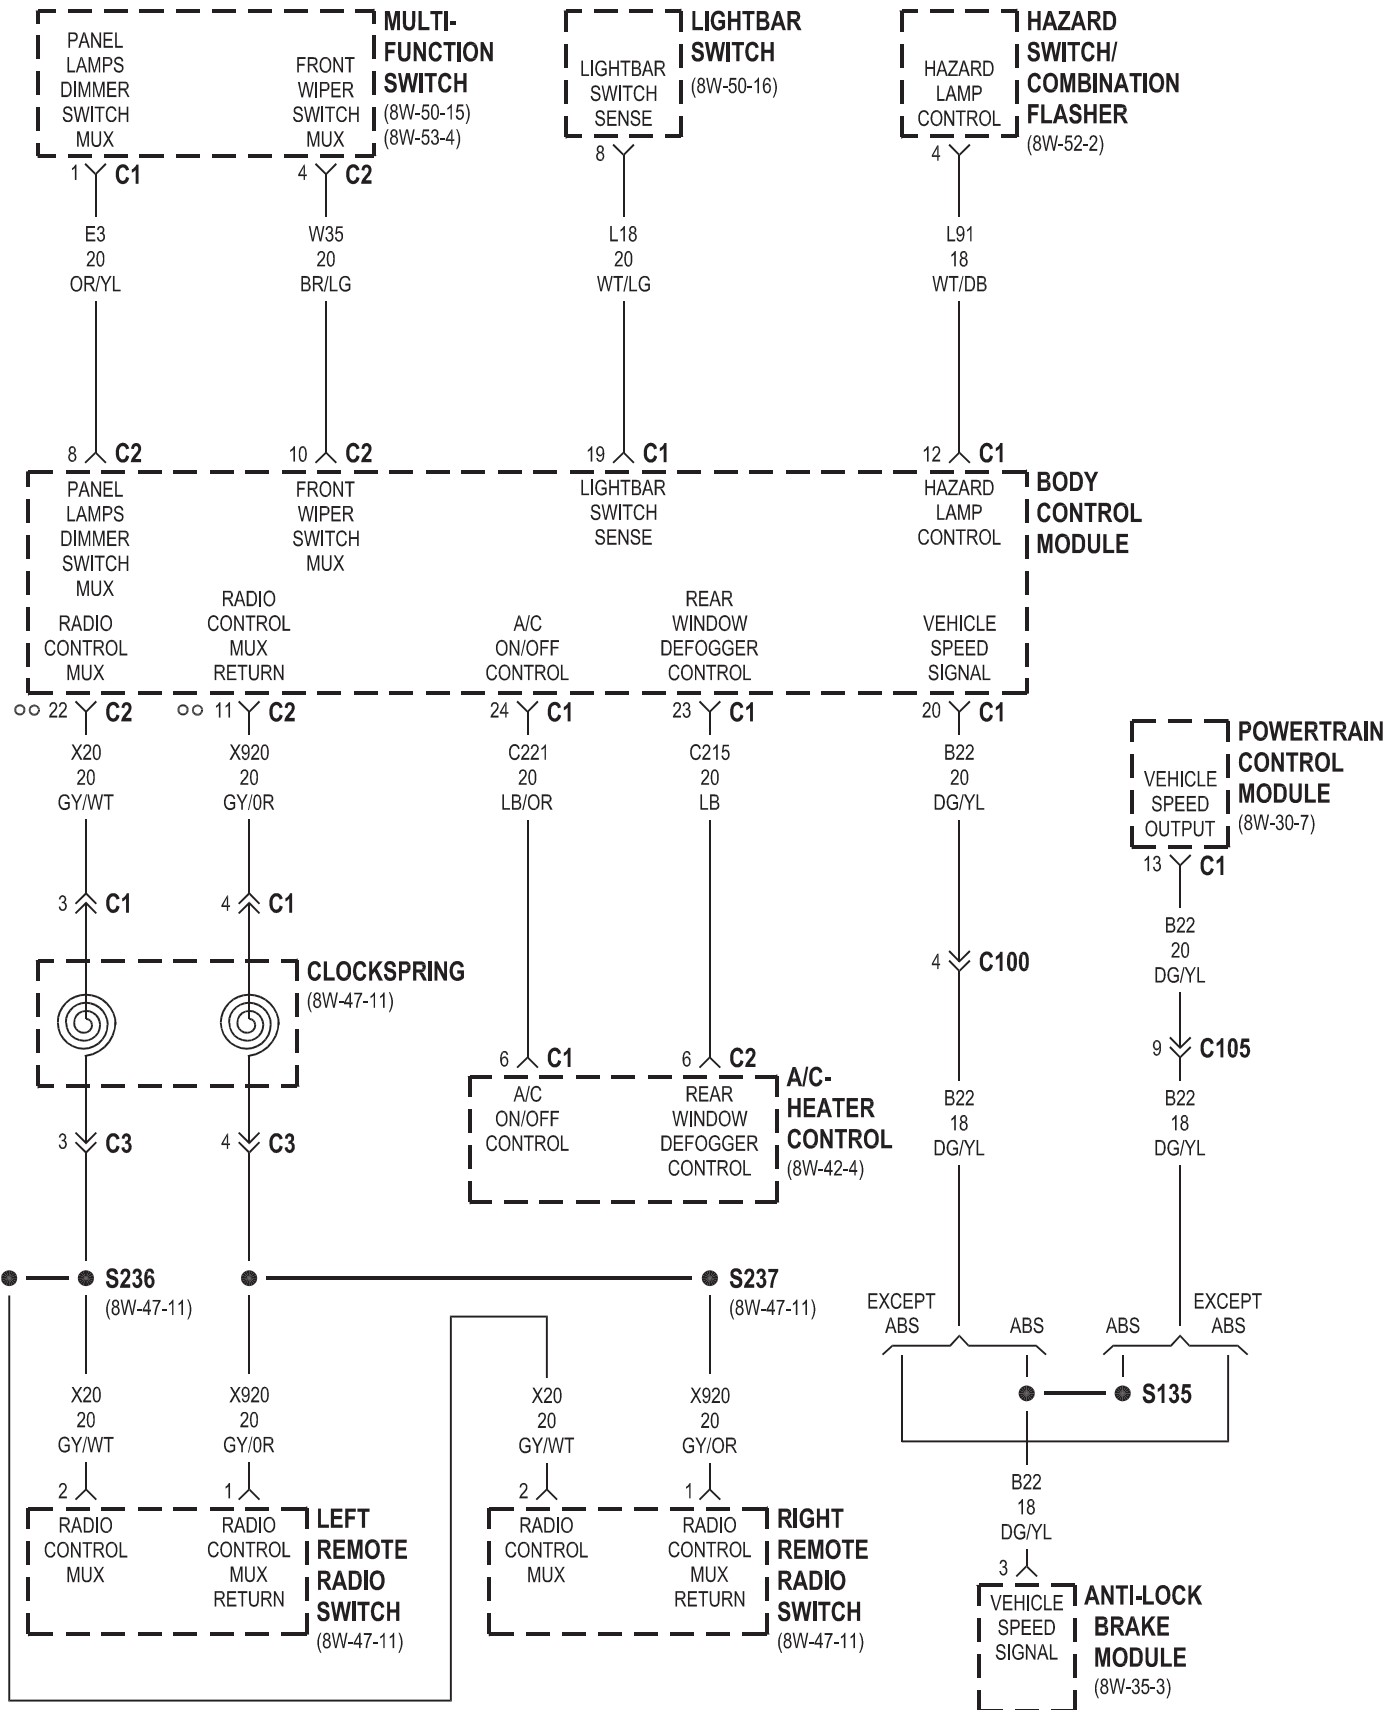 PANEL
LAMPS
DIMMER
SWITCH
MUX
FRONT
WIPER
SWITCH
MUX
MULTI-
FUNCTION
SWITCH
(8W-50-15)
(8W-53-4)
LIGHTBAR
SWITCH
SENSE
LIGHTBAR
SWITCH
(8W-50-16)
HAZARD
LAMP
CONTROL
HAZARD
SWITCH/
COMBINATION
FLASHER
(8W-52-2)
1 C1
4 C2
8
4
E3
20
OR/YL
W35
20
BR/LG
L18
20
WT/LG
L91
18
WT/DB
8 C2
10 C2
19 C1
12 C1
PANEL
LAMPS
DIMMER
SWITCH
MUX
FRONT
WIPER
SWITCH
MUX
LIGHTBAR
SWITCH
SENSE
HAZARD
LAMP
CONTROL
BODY
CONTROL
MODULE
RADIO
CONTROL
MUX
RADIO
CONTROL
MUX
RETURN
A/C
ON/OFF
CONTROL
REAR
WINDOW
DEFOGGER
CONTROL
VEHICLE
SPEED
SIGNAL
22 C2
11 C2
24 C1
23 C1
20 C1
X20
20
GY/WT
X920
20
GY/0R
C221
20
LB/OR
C215
20
LB
B22
20
DG/YL
VEHICLE
SPEED
OUTPUT
POWERTRAIN
CONTROL
MODULE
(8W-30-7)
13 C1
3 C1
4 C1
B22
20
DG/YL
4 C100
CLOCKSPRING
(8W-47-11)
9 C105
6 C1
6 C2
A/C
ON/OFF
CONTROL
REAR
WINDOW
DEFOGGER
CONTROL
A/C-
HEATER
CONTROL
(8W-42-4)
B22
18
DG/YL
B22
18
DG/YL
3 C3
4 C3
S236
(8W-47-11)
S237
(8W-47-11)
EXCEPT
ABS
ABS
ABS
EXCEPT
ABS
S135
X20
20
GY/WT
X920
20
GY/0R
X20
20
GY/WT
X920
20
GY/OR
2
1
2
1
RADIO
CONTROL
MUX
RADIO
CONTROL
MUX
RETURN
LEFT
REMOTE
RADIO
SWITCH
(8W-47-11)
RADIO
CONTROL
MUX
RADIO
CONTROL
MUX
RETURN
RIGHT
REMOTE
RADIO
SWITCH
(8W-47-11)
B22
18
DG/YL
3
VEHICLE
SPEED
SIGNAL
ANTI-LOCK
BRAKE
MODULE
(8W-35-3)